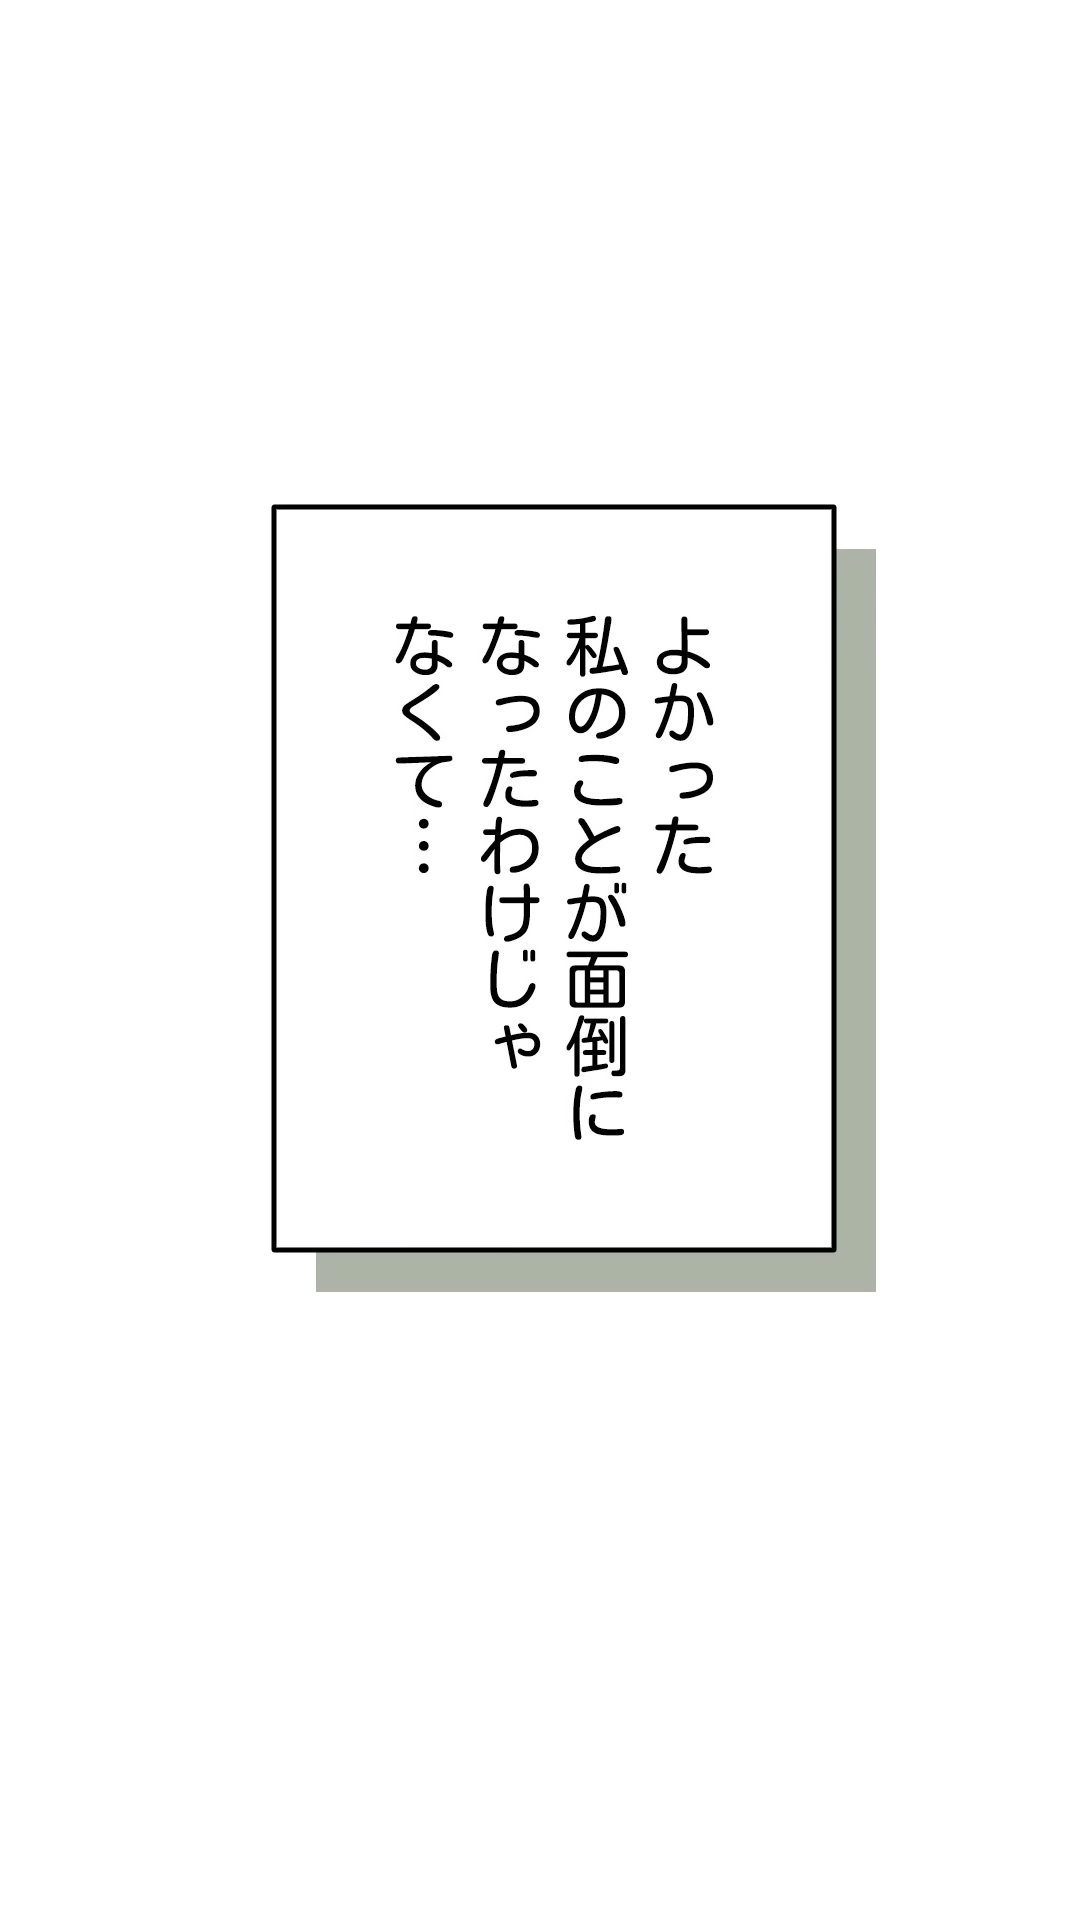 よかった
私のことが面倒に
なったわけじゃ
なくて…